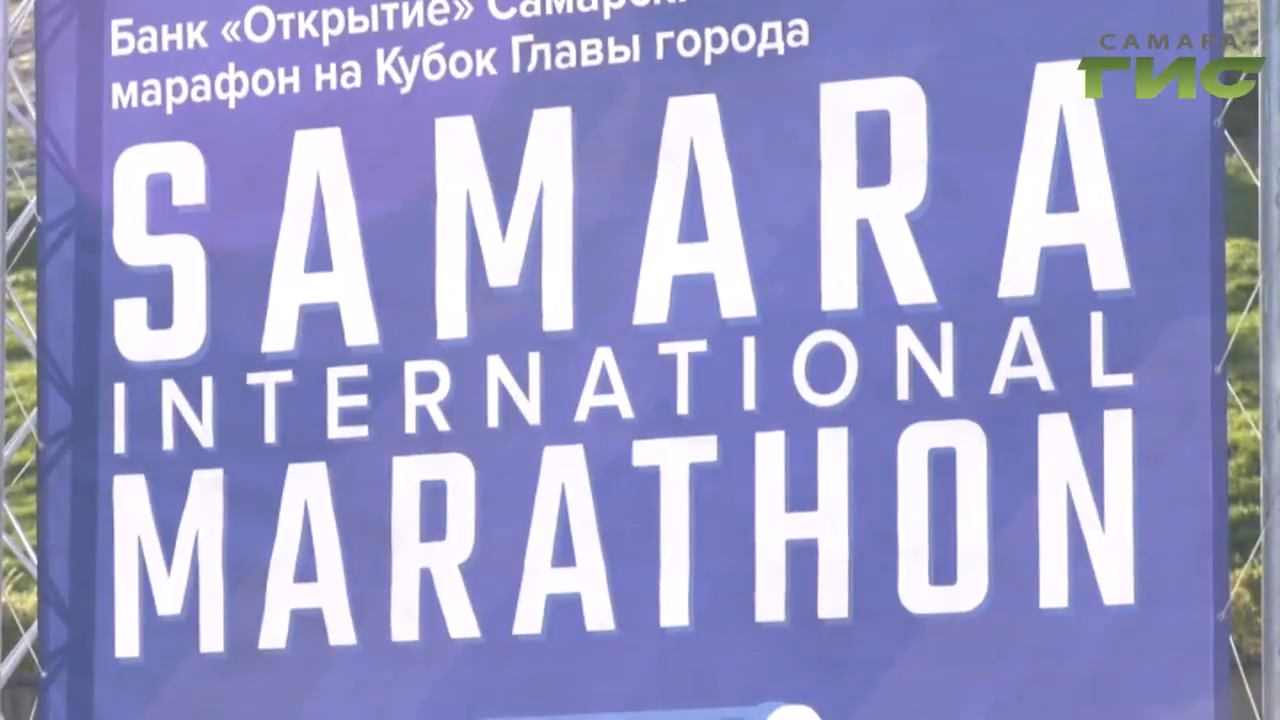 Банк «Открытие»
марафон на Кубок Главы города
SAMARA
INTERNATIONAL
MARATHON
САМАРА
ГИС